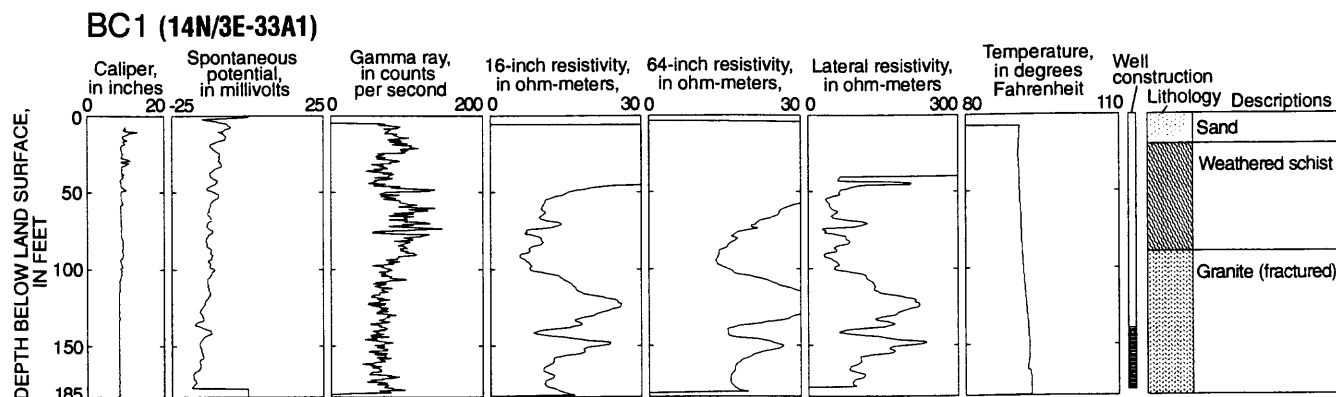 BC1 (14N/3E-33A1)
Caliper,
in inches
0 20
Spontaneous
potential,
in millivolts
-25 25
Gamma ray,
in counts
per second
0 200
16-inch resistivity,
in ohm-meters,
0 30
64-inch resistivity,
in ohm-meters,
0 30
Lateral resistivity,
in ohm-meters
0 300
Temperature,
in degrees
Fahrenheit
80 110
Well
construction
Lithology
Descriptions
DEPTH BELOW LAND SURFACE,
IN FEET
0
50
100
150
185
Sand
Weathered schist
Granite (fractured)